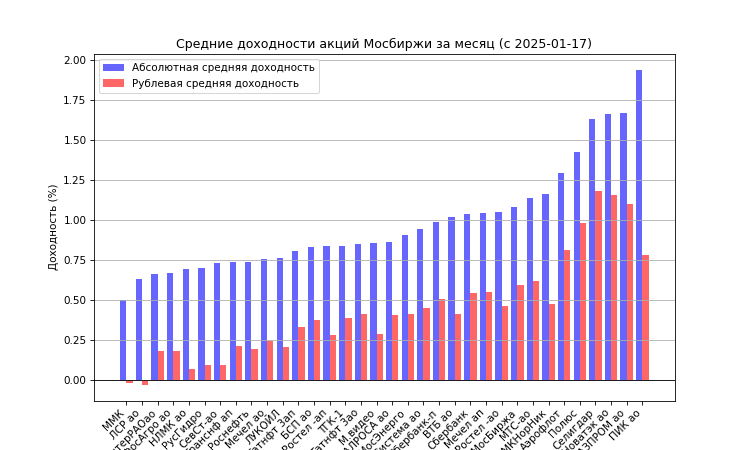 Средние доходности акций Мосбиржи за месяц (с 2025-01-17)
Абсолютная средняя доходность
Рублевая средняя доходность
Доходность (%)
2.00
1.75
1.50
1.25
1.00
0.75
0.50
0.25
0.00
ММК
ЛСР ао
НЛМК ао
РусГидро
СевСт-ао
Роснефть
Мечел ао
ЛУКОЙЛ
БСП ао
Ростел -ап
ТГК-1
М.видео
АЛРОСА ао
ВТБ ао
Сбербанк
Мечел ап
Ростел -ао
МосБиржа
МТС-ао
Аэрофлот
Полюс
Селигдар
ПИК ао